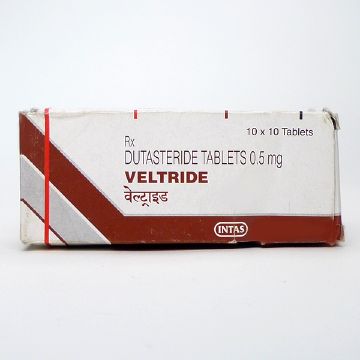 10 x 10 Tablets
Rx
DUTASTERIDE TABLETS 0.5 mg
VELTRIDE
वेल्ट्राइड
INTAS